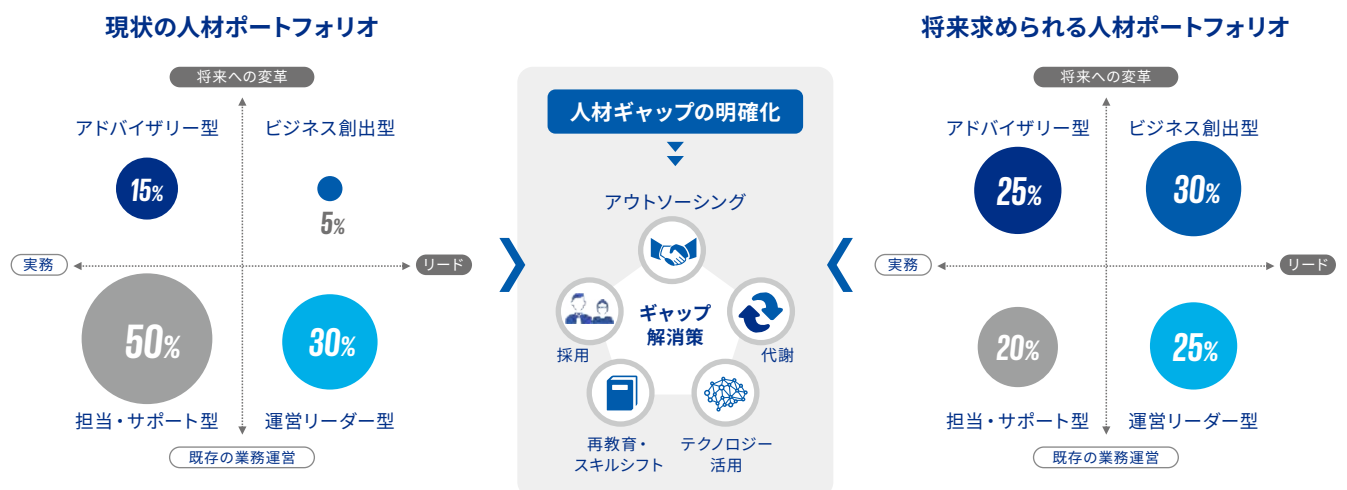 現状の人材ポートフォリオ
将来への変革
アドバイザリー型
ビジネス創出型
15%
5%
実務
リード
50%
30%
担当・サポート型
運営リーダー型
既存の業務運営
人材ギャップの明確化
アウトソーシング
ギャップ
解消策
採用
代謝
再教育・
スキルシフト
テクノロジー
活用
将来求められる人材ポートフォリオ
将来への変革
アドバイザリー型
ビジネス創出型
25%
30%
実務
リード
20%
25%
担当・サポート型
運営リーダー型
既存の業務運営